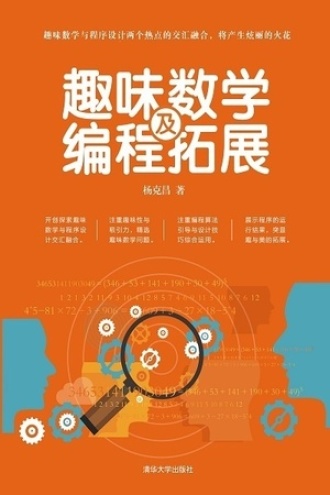 趣味数学与程序设计两个热点的交汇融合，将产生炫丽的火花
趣味数学
及
编程拓展
杨克昌 著
开创探索趣味
数学与程序设
计交汇融合。
注重趣味性与
吸引力，精选
趣味数学问题。
注重编程算法
引导与设计技
巧综合运用。
展示程序的运
行结果，突显
趣与美的拓展。
清华大学出版社